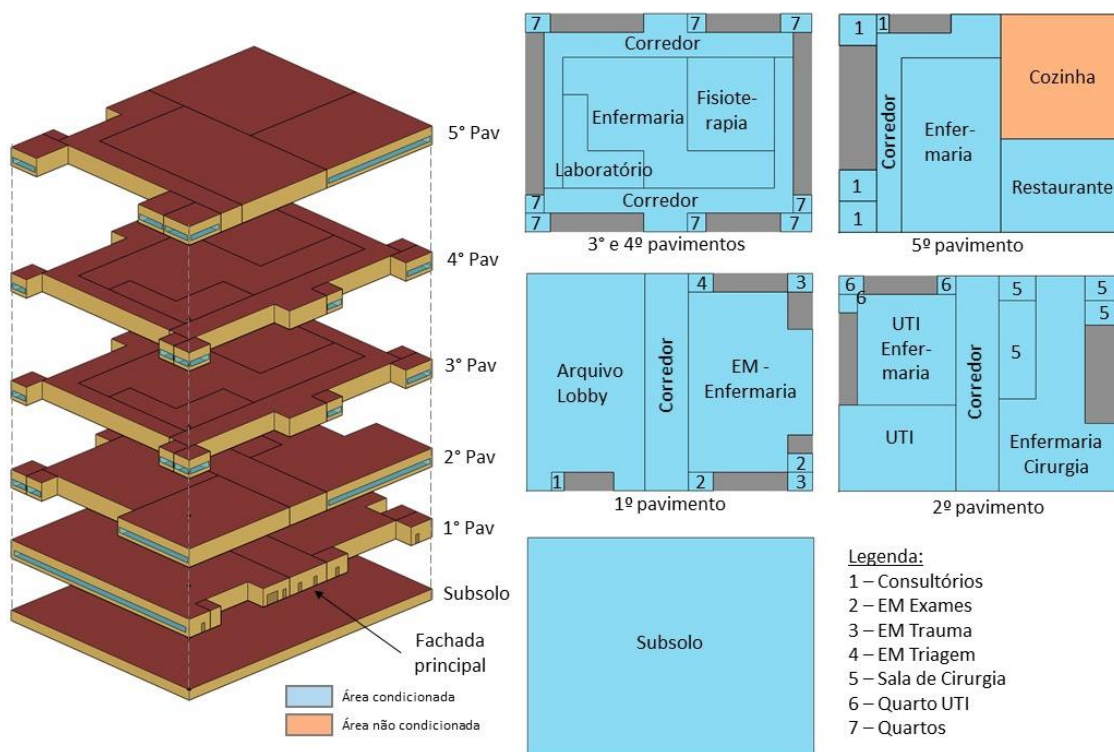 5° Pav
4° Pav
3° Pav
2° Pav
1° Pav
Subsolo
Fachada
principal
Área condicionada
Área não condicionada
7
7
7
Corredor
Enfermaria
Fisiote-
rapia
Laboratório
Corredor
7
7
7
7
7
3° e 4º pavimentos
1
1
Corredor
Enfer-
maria
Cozinha
Restaurante
1
1
5º pavimento
4
3
Arquivo
Lobby
Corredor
EM -
Enfermaria
2
1
2
3
1º pavimento
6
6
6
UTI
Enfer-
maria
UTI
Corredor
5
5
5
5
Enfermaria
Cirurgia
2º pavimento
Subsolo
Legenda:
1 – Consultórios
2 – EM Exames
3 – EM Trauma
4 – EM Triagem
5 – Sala de Cirurgia
6 – Quarto UTI
7 – Quartos